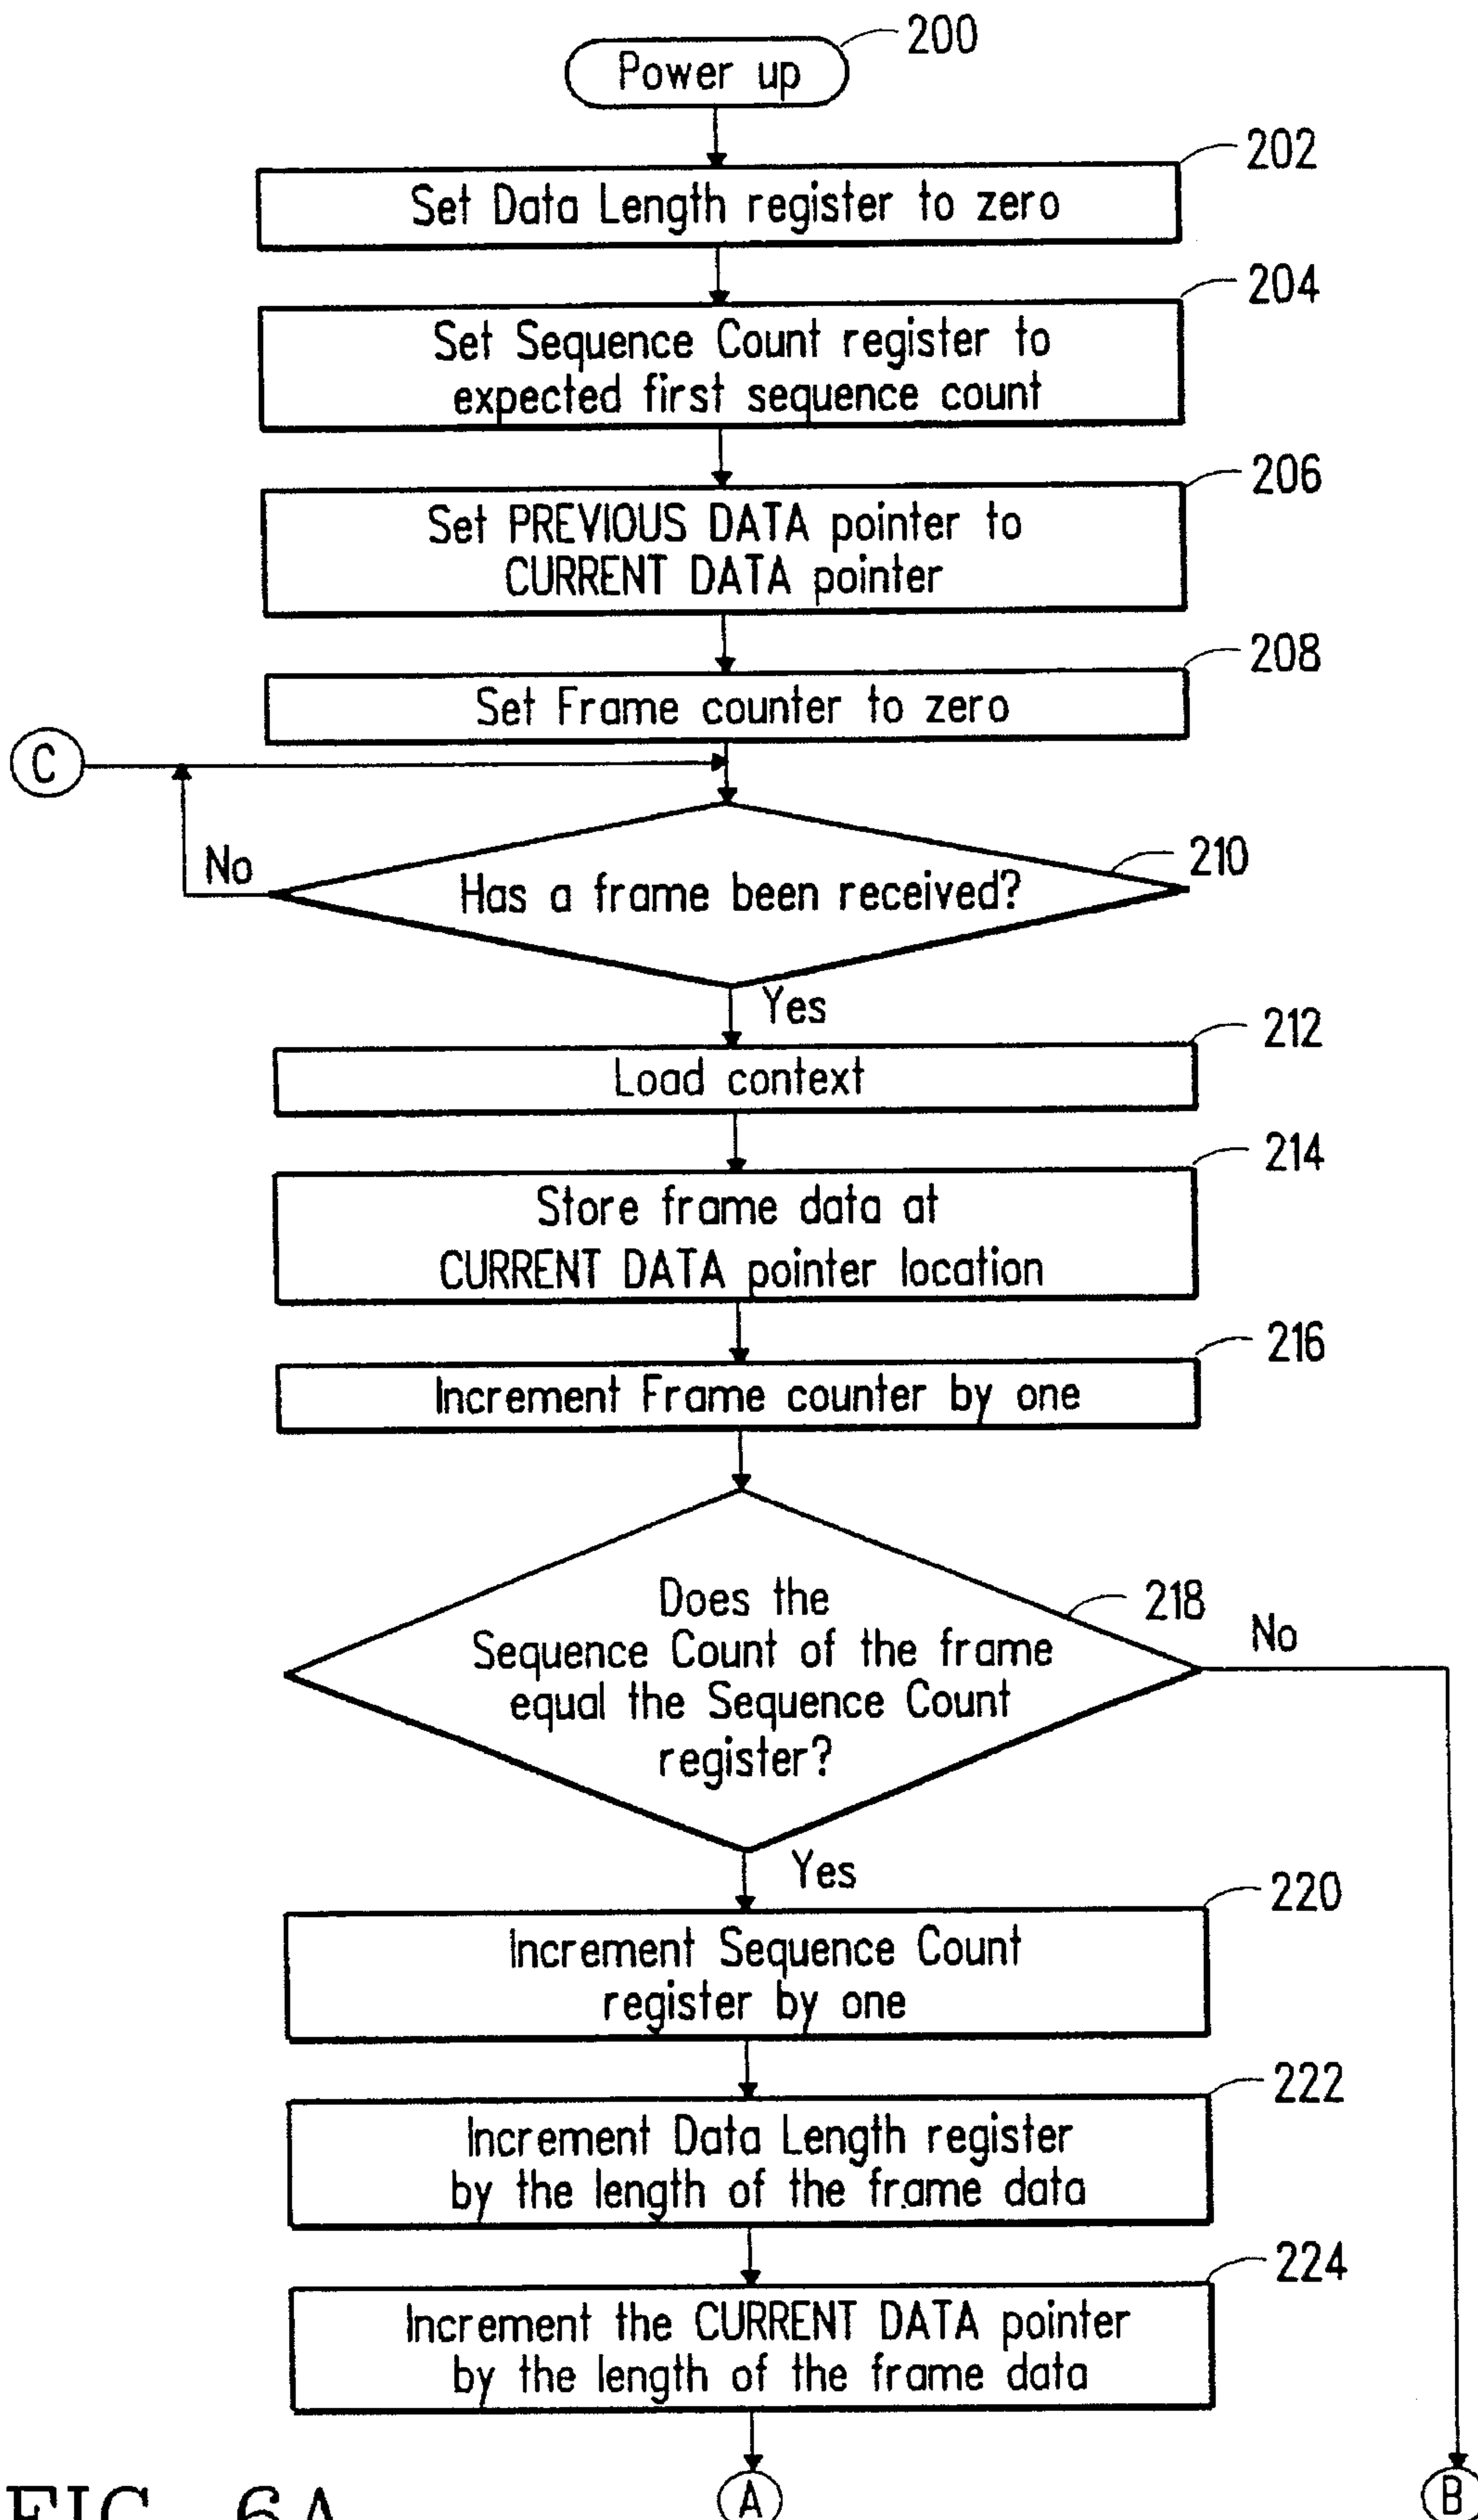 200
Power up
202
Set Data Length register to zero
204
Set Sequence Count register to
expected first sequence count
206
Set PREVIOUS DATA pointer to
CURRENT DATA pointer
208
Set Frame counter to zero
C
210
No
Has a frame been received?
Yes
212
Load context
214
Store frame data at
CURRENT DATA pointer location
216
Increment Frame counter by one
218
Does the
Sequence Count of the frame
equal the Sequence Count
register?
No
Yes
220
Increment Sequence Count
register by one
222
Increment Data Length register
by the length of the frame data
224
Increment the CURRENT DATA pointer
by the length of the frame data
A
B
FIG. 6A